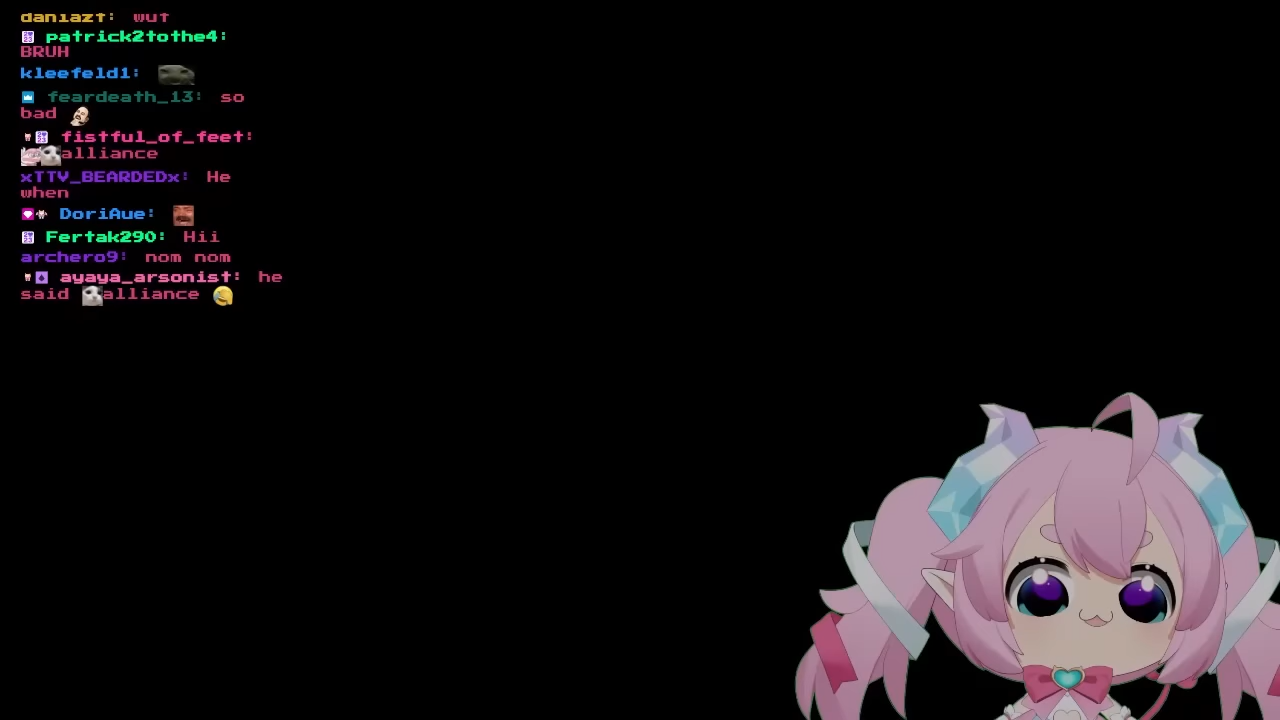 daniazt: wut
patrick2tothe4:
BRUH
kleefeld1:
feardeath_13: so
bad
fistful_of_feet:
alliance
xTTV_BEARDEDx: He
when
DoriAue:
Fertak290: Hii
archero9: nom nom
ayaya_arsonist: he
said alliance